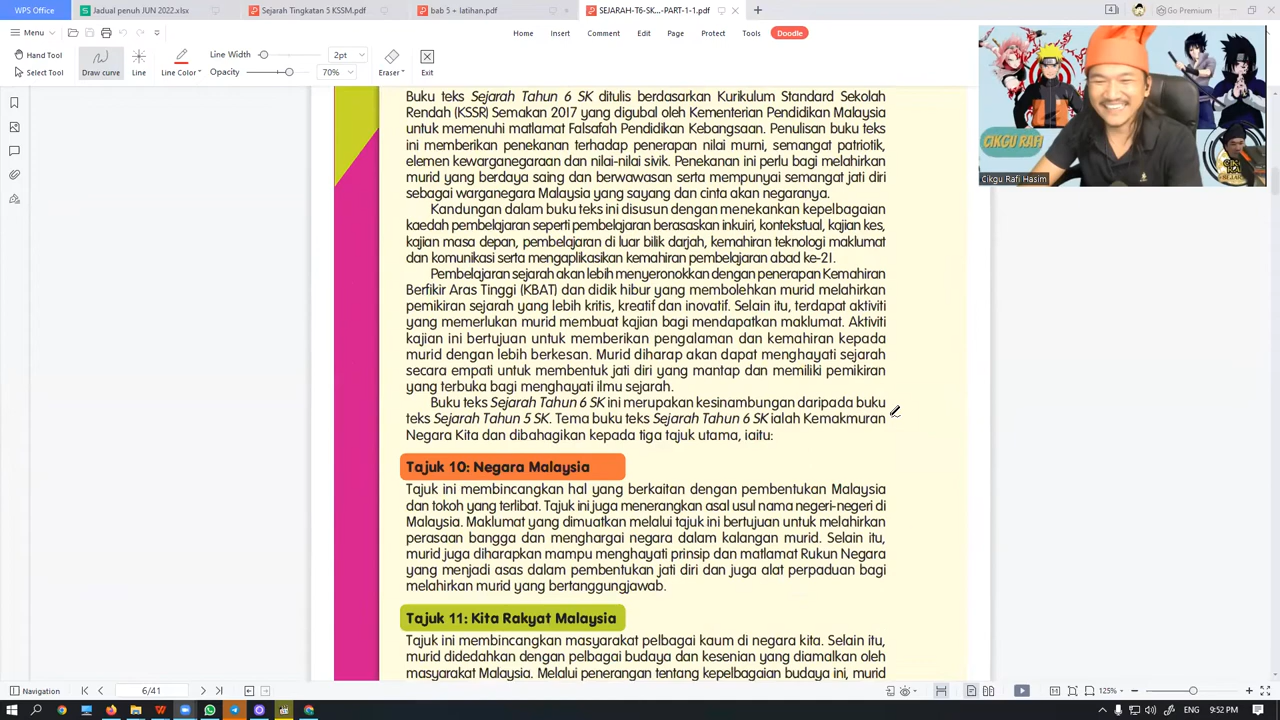 WPS Office
Jadual penuh JUN 2022.xlsx
Sejarah Tingkatan 5 KSSM.pdf
bab 5 + latihan.pdf
SEJARAH-T6-SK...-PART-1-1.pdf
Go Premium
Menu
Home
Insert
Comment
Edit
Page
Protect
Tools
Doodle
Hand Tool
Select Tool
Draw curve
Line
Line Color
Line Width
2pt
Opacity
70%
Eraser
Exit
CIKGU RAFI
Cikgu Rafi Hasim
Buku teks Sejarah Tahun 6 SK ditulis berdasarkan Kurikulum Standard Sekolah
Rendah (KSSR) Semakan 2017 yang digubal oleh Kementerian Pendidikan Malaysia
untuk memenuhi matlamat Falsafah Pendidikan Kebangsaan. Penulisan buku teks
ini memberikan penekanan terhadap penerapan nilai murni, semangat patriotik,
elemen kewarganegaraan dan nilai-nilai sivik. Penekanan ini perlu bagi melahirkan
murid yang berdaya saing dan berwawasan serta mempunyai semangat jati diri
sebagai warganegara Malaysia yang sayang dan cinta akan negaranya.
Kandungan dalam buku teks ini disusun dengan menekankan kepelbagaian
kaedah pembelajaran seperti pembelajaran berasaskan inkuiri, kontekstual, kajian kes,
kajian masa depan, pembelajaran di luar bilik darjah, kemahiran teknologi maklumat
dan komunikasi serta mengaplikasikan kemahiran pembelajaran abad ke-21.
Pembelajaran sejarah akan lebih menyeronokkan dengan penerapan Kemahiran
Berfikir Aras Tinggi (KBAT) dan didik hibur yang membolehkan murid melahirkan
pemikiran sejarah yang lebih kritis, kreatif dan inovatif. Selain itu, terdapat aktiviti
yang memerlukan murid membuat kajian bagi mendapatkan maklumat. Aktiviti
kajian ini bertujuan untuk memberikan pengalaman dan kemahiran kepada
murid dengan lebih berkesan. Murid diharap akan dapat menghayati sejarah
secara empati untuk membentuk jati diri yang mantap dan memiliki pemikiran
yang terbuka bagi menghayati ilmu sejarah.
Buku teks Sejarah Tahun 6 SK ini merupakan kesinambungan daripada buku
teks Sejarah Tahun 5 SK. Tema buku teks Sejarah Tahun 6 SK ialah Kemakmuran
Negara Kita dan dibahagikan kepada tiga tajuk utama, iaitu:
Tajuk 10: Negara Malaysia
Tajuk ini membincangkan hal yang berkaitan dengan pembentukan Malaysia
dan tokoh yang terlibat. Tajuk ini juga menerangkan asal usul nama negeri-negeri di
Malaysia. Maklumat yang dimuatkan melalui tajuk ini bertujuan untuk melahirkan
perasaan bangga dan menghargai negara dalam kalangan murid. Selain itu,
murid juga diharapkan mampu menghayati prinsip dan matlamat Rukun Negara
yang menjadi asas dalam pembentukan jati diri dan juga alat perpaduan bagi
melahirkan murid yang bertanggungjawab.
Tajuk 11: Kita Rakyat Malaysia
Tajuk ini membincangkan masyarakat pelbagai kaum di negara kita. Selain itu,
murid didedahkan dengan pelbagai budaya dan kesenian yang diamalkan oleh
masyarakat Malaysia. Melalui penerangan tentang kepelbagaian budaya ini, murid
Navigation
6/41
125%
ENG
9:52 PM